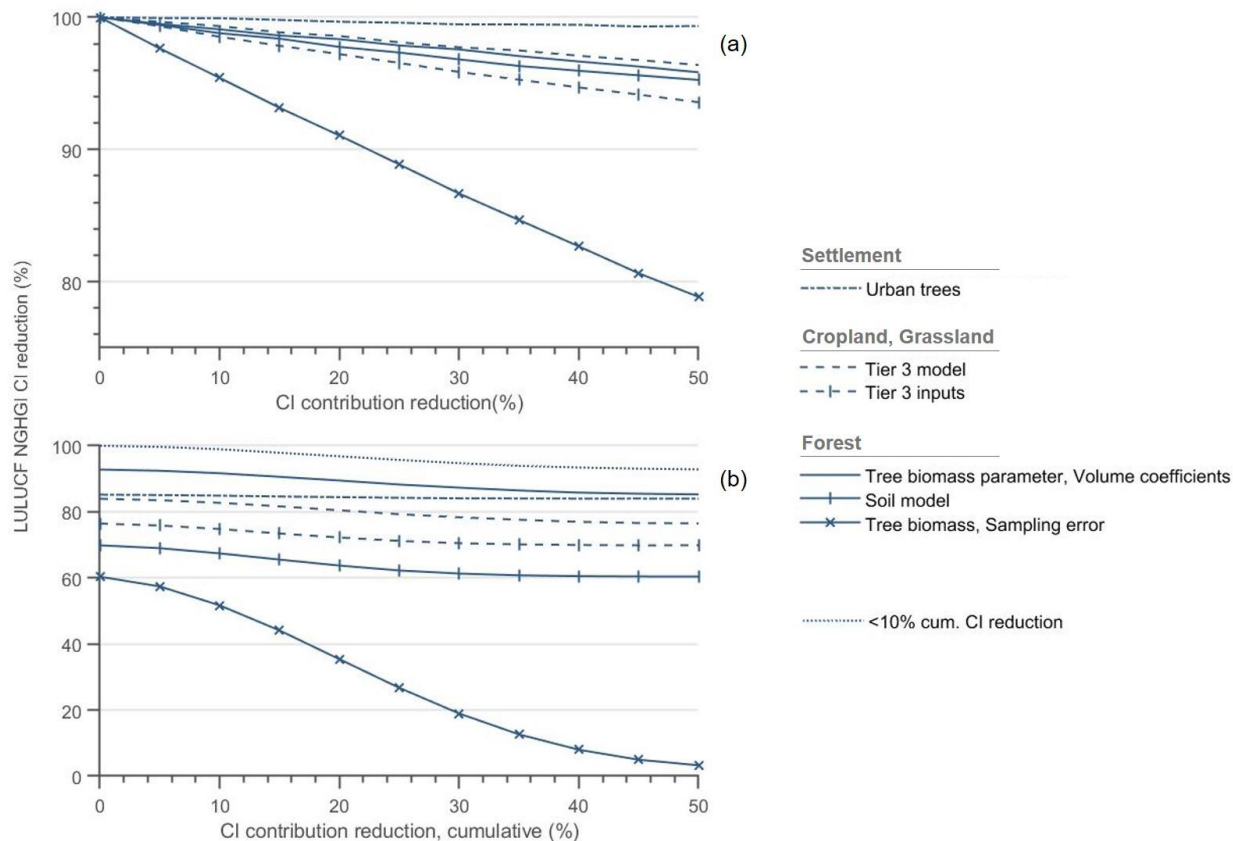 100
90
80
0
10
20
30
40
50
CI contribution reduction(%)
(a)
LULUCF NGHGI CI reduction (%)
100
80
60
40
20
0
0
10
20
30
40
50
CI contribution reduction, cumulative (%)
(b)
Settlement
Urban trees
Cropland, Grassland
Tier 3 model
Tier 3 inputs
Forest
Tree biomass parameter, Volume coefficients
Soil model
Tree biomass, Sampling error
<10% cum. CI reduction